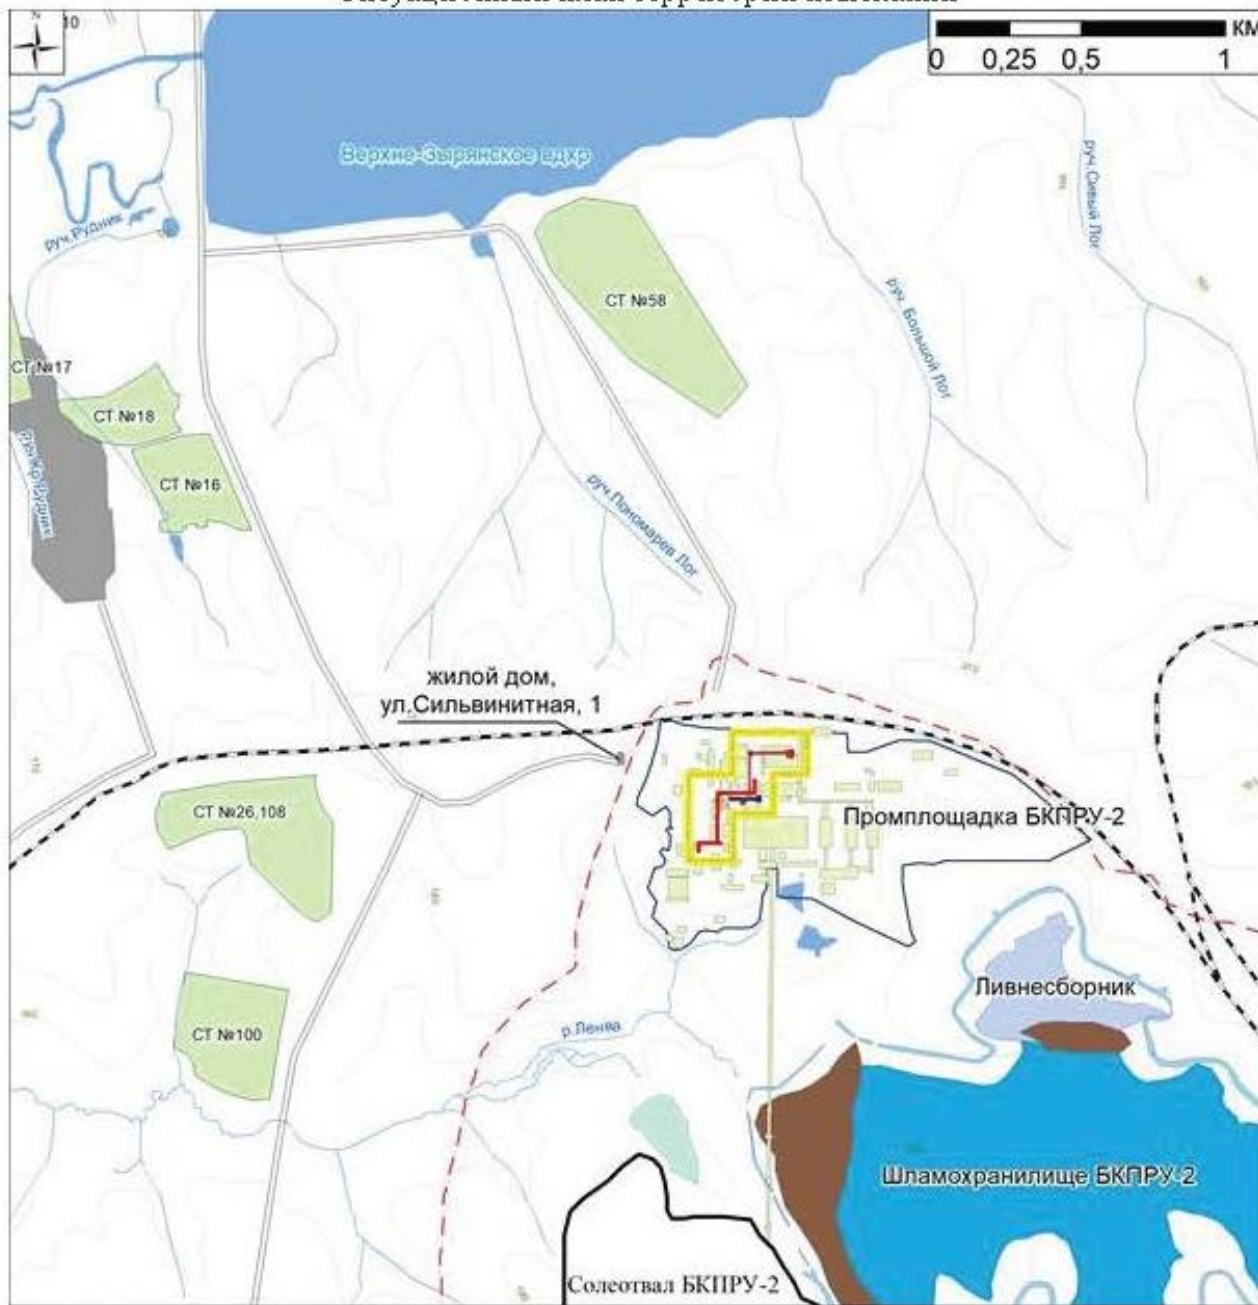 10
КМ
0 0,25 0,5 1
Верхне-Зырянское вдхр
руч.Рудник
руч.Сивый Лог
СТ №58
руч. Большой Лог
СТ №17
СТ №18
СТ №16
руч.Пономарев Лог
жилой дом,
ул.Сильвинитная, 1
СТ №26,108
Промплощадка БКПРУ-2
Ливнесборник
СТ №100
р.Ленва
Шламохранилище БКПРУ-2
Солеотвал БКПРУ-2